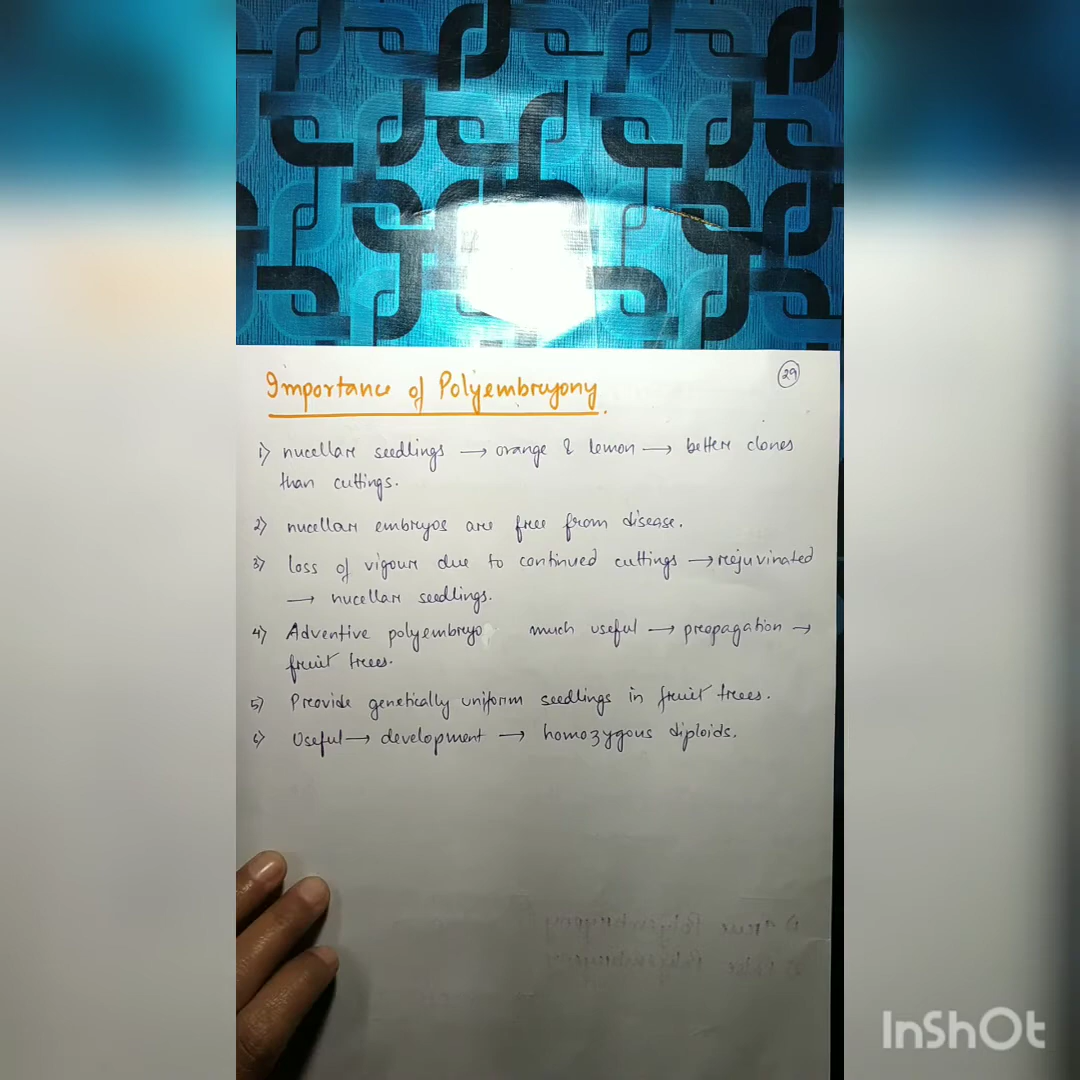 Importance of Polyembryony.
29
1) nucellar seedlings → orange & lemon → better clones
than cuttings.
2) nucellar embryos are free from disease.
3) loss of vigour due to continued cuttings → rejuvinated
→ nucellar seedlings.
4) Adventive polyembryo much useful → propagation →
fruit trees.
5) Provide genetically uniform seedlings in fruit trees.
6) Useful → development → homozygous diploids.
InShOt